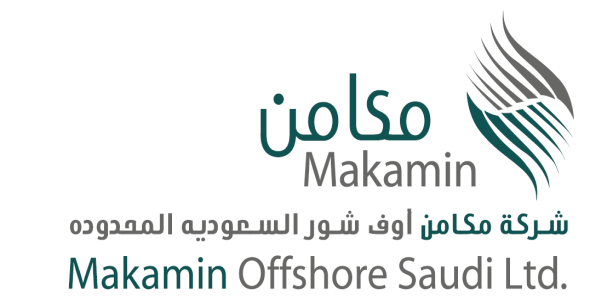 مكامن
Makamin
شركة مكامن أوف شور السعوديه المحدوده
Makamin Offshore Saudi Ltd.